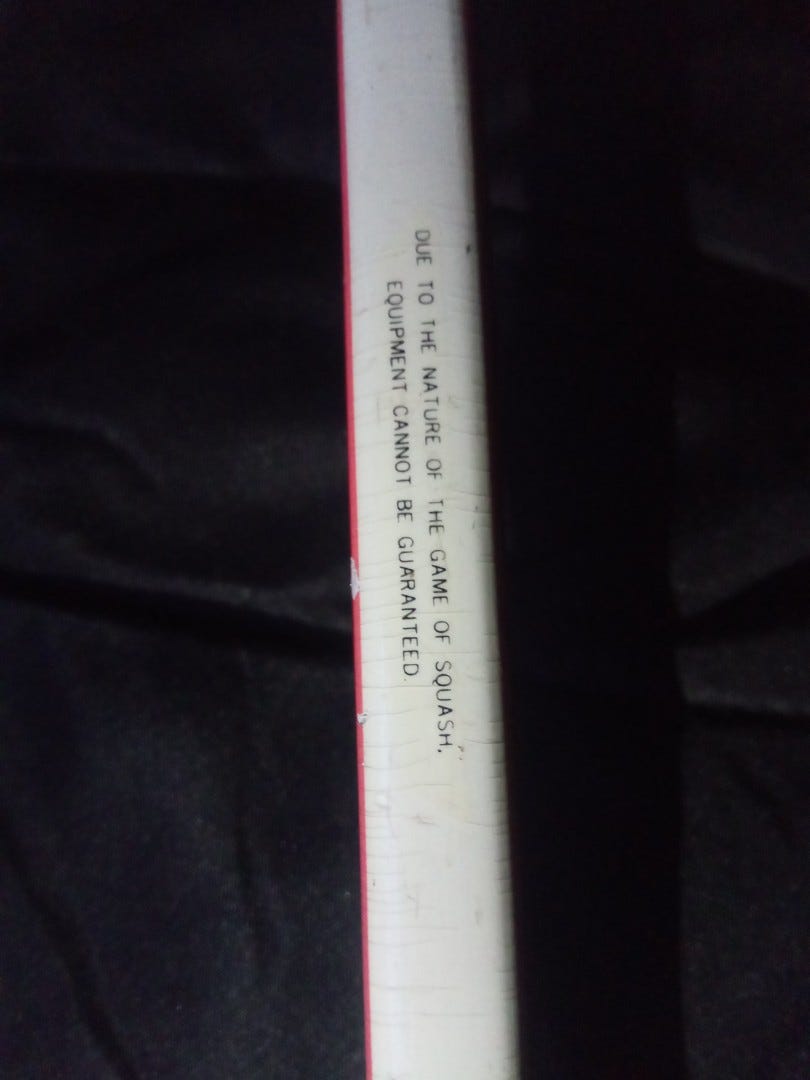 DUE TO THE NATURE OF THE GAME OF SQUASH,
EQUIPMENT CANNOT BE GUARANTEED.